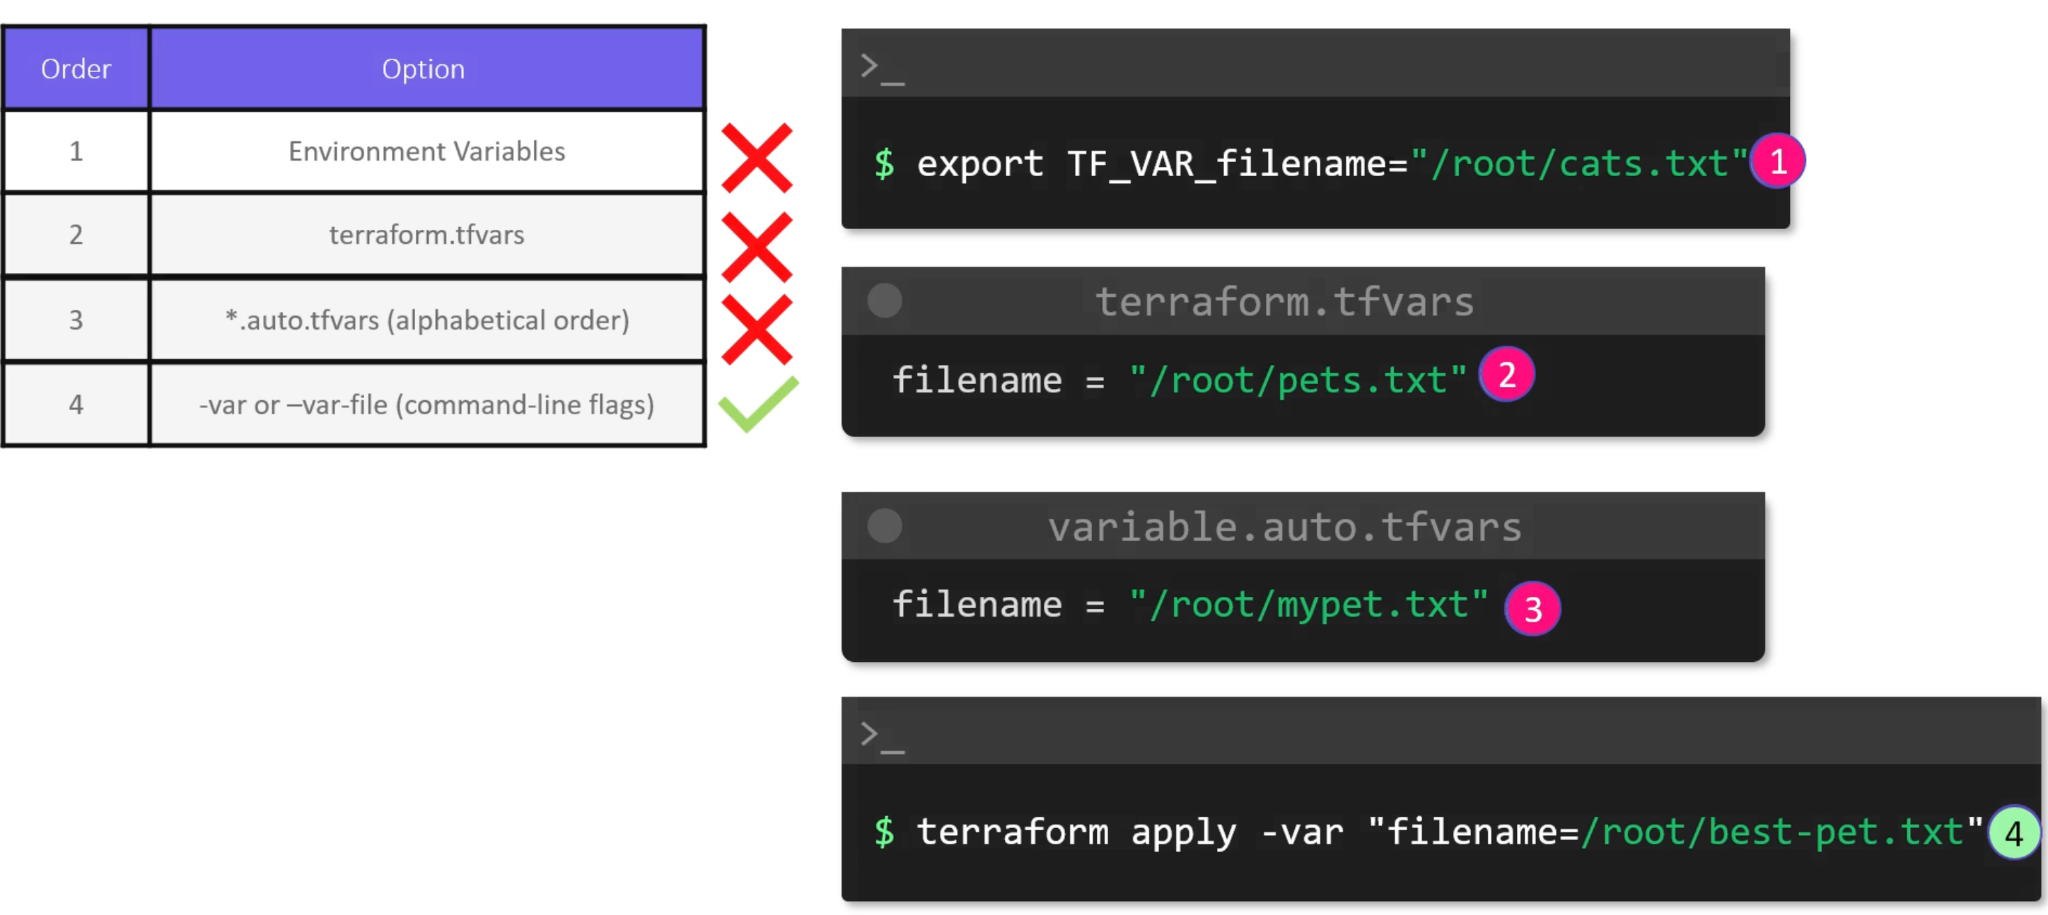 Order Option
1 Environment Variables
2 terraform.tfvars
3 *.auto.tfvars (alphabetical order)
4 -var or –var-file (command-line flags)
>_
$ export TF_VAR_filename="/root/cats.txt" 1
terraform.tfvars
filename = "/root/pets.txt" 2
variable.auto.tfvars
filename = "/root/mypet.txt" 3
>_
$ terraform apply -var "filename=/root/best-pet.txt" 4